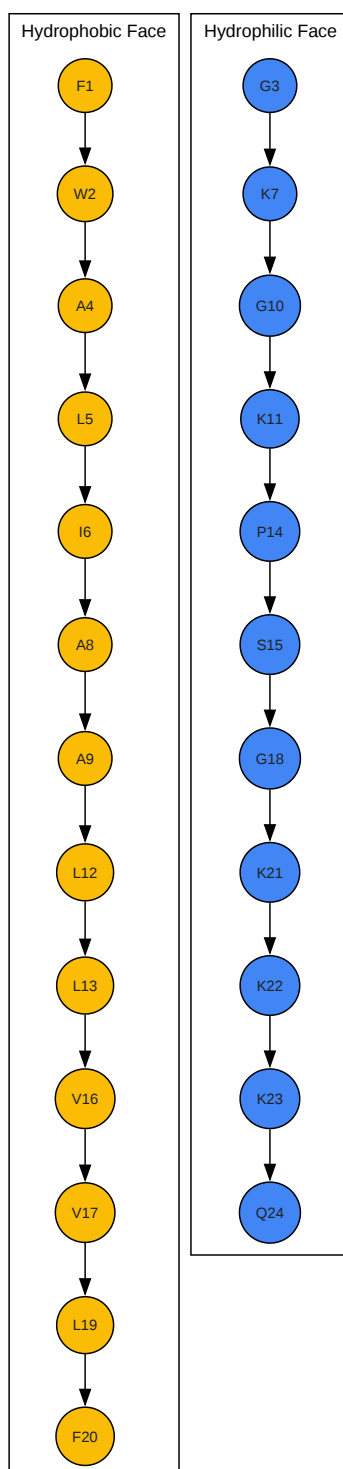 Hydrophobic Face
F1
W2
A4
L5
I6
A8
A9
L12
L13
V16
V17
L19
F20
Hydrophilic Face
G3
K7
G10
K11
P14
S15
G18
K21
K22
K23
Q24